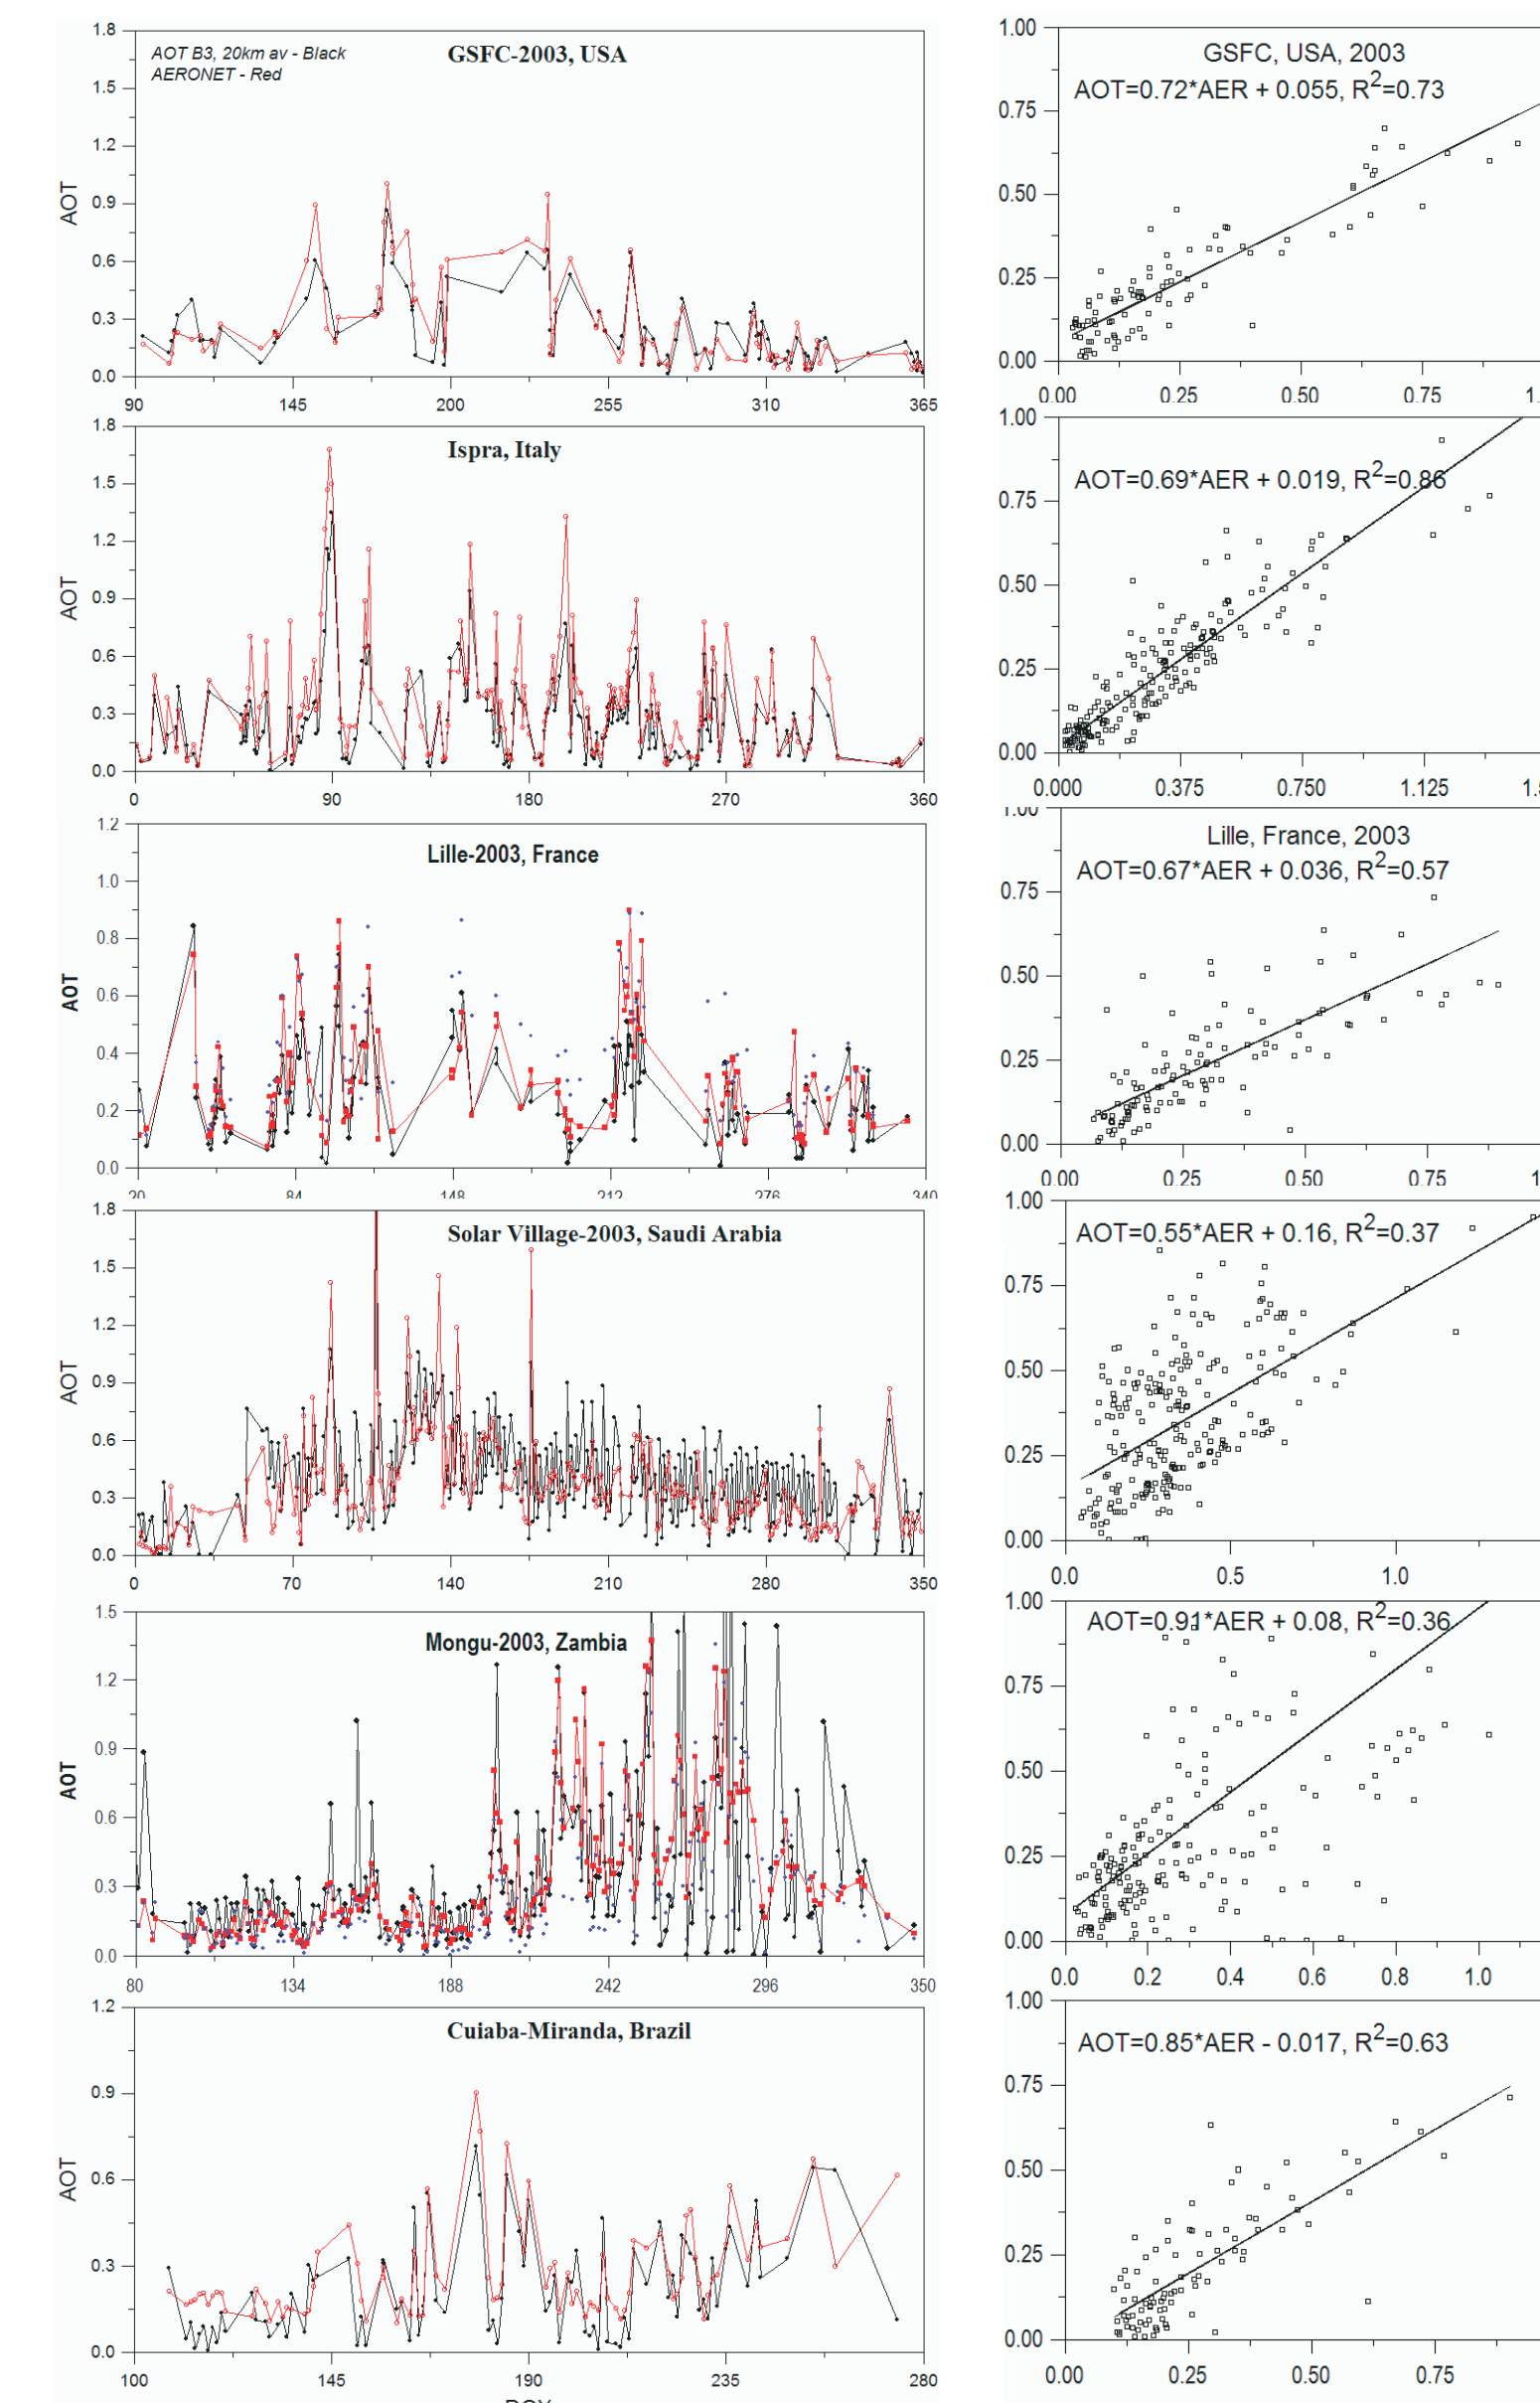 1.8
AOT B3, 20km av - Black
AERONET - Red
GSFC-2003, USA
1.5
1.2
0.9
0.6
0.3
0.0
AOT
90 145 200 255 310 365
1.00
GSFC, USA, 2003
AOT=0.72*AER + 0.055, R2=0.73
0.75
0.50
0.25
0.00
0.00 0.25 0.50 0.75
1.8
Ispra, Italy
1.5
1.2
0.9
0.6
0.3
0.0
AOT
0 90 180 270 360
1.00
AOT=0.69*AER + 0.019, R2=0.86
0.75
0.50
0.25
0.00
0.000 0.375 0.750 1.125
1.2
Lille-2003, France
1.0
0.8
0.6
0.4
0.2
0.0
AOT
20 84 148 212 276 340
1.00
Lille, France, 2003
AOT=0.67*AER + 0.036, R2=0.57
0.75
0.50
0.25
0.00
0.00 0.25 0.50 0.75
1.8
Solar Village-2003, Saudi Arabia
1.5
1.2
0.9
0.6
0.3
0.0
AOT
0 70 140 210 280 350
1.00
AOT=0.55*AER + 0.16, R2=0.37
0.75
0.50
0.25
0.00
0.0 0.5 1.0
1.5
Mongu-2003, Zambia
1.2
0.9
0.6
0.3
0.0
AOT
80 134 188 242 296 350
1.00
AOT=0.91*AER + 0.08, R2=0.36
0.75
0.50
0.25
0.00
0.0 0.2 0.4 0.6 0.8 1.0
1.2
Cuiaba-Miranda, Brazil
0.9
0.6
0.3
0.0
AOT
100 145 190 235 280
1.00
AOT=0.85*AER - 0.017, R2=0.63
0.75
0.50
0.25
0.00
0.00 0.25 0.50 0.75